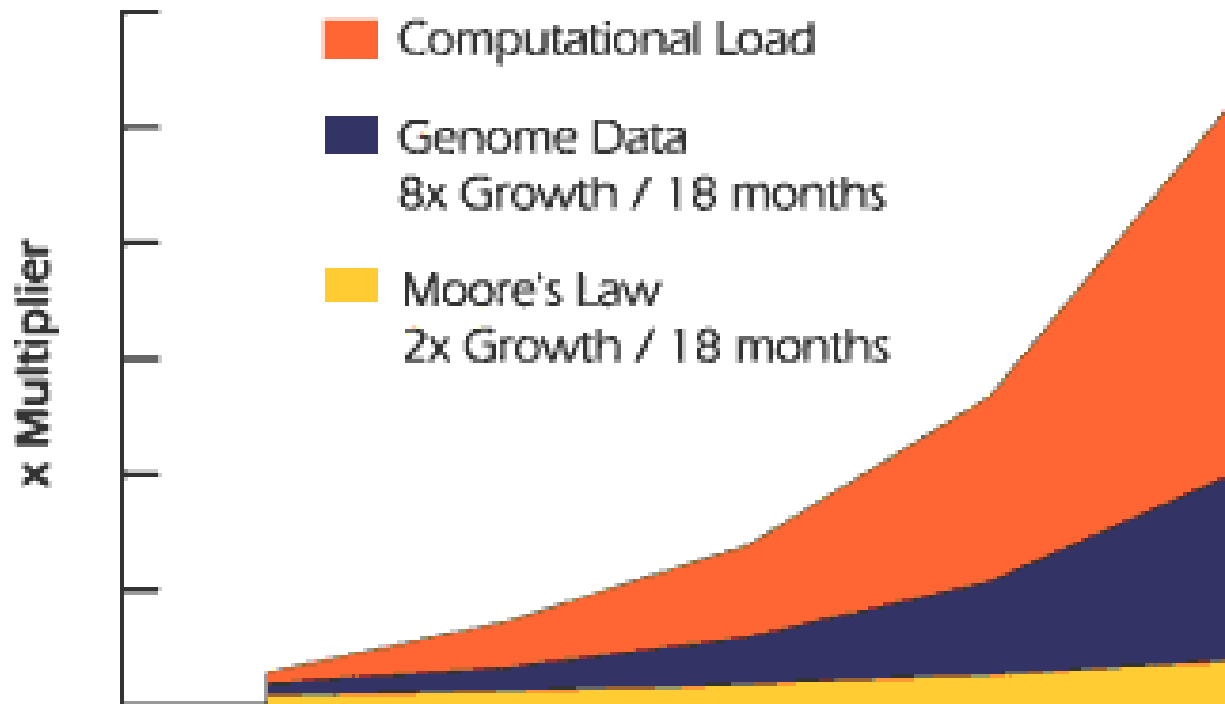 Computational Load
Genome Data
8x Growth / 18 months
Moore's Law
2x Growth / 18 months
x Multiplier